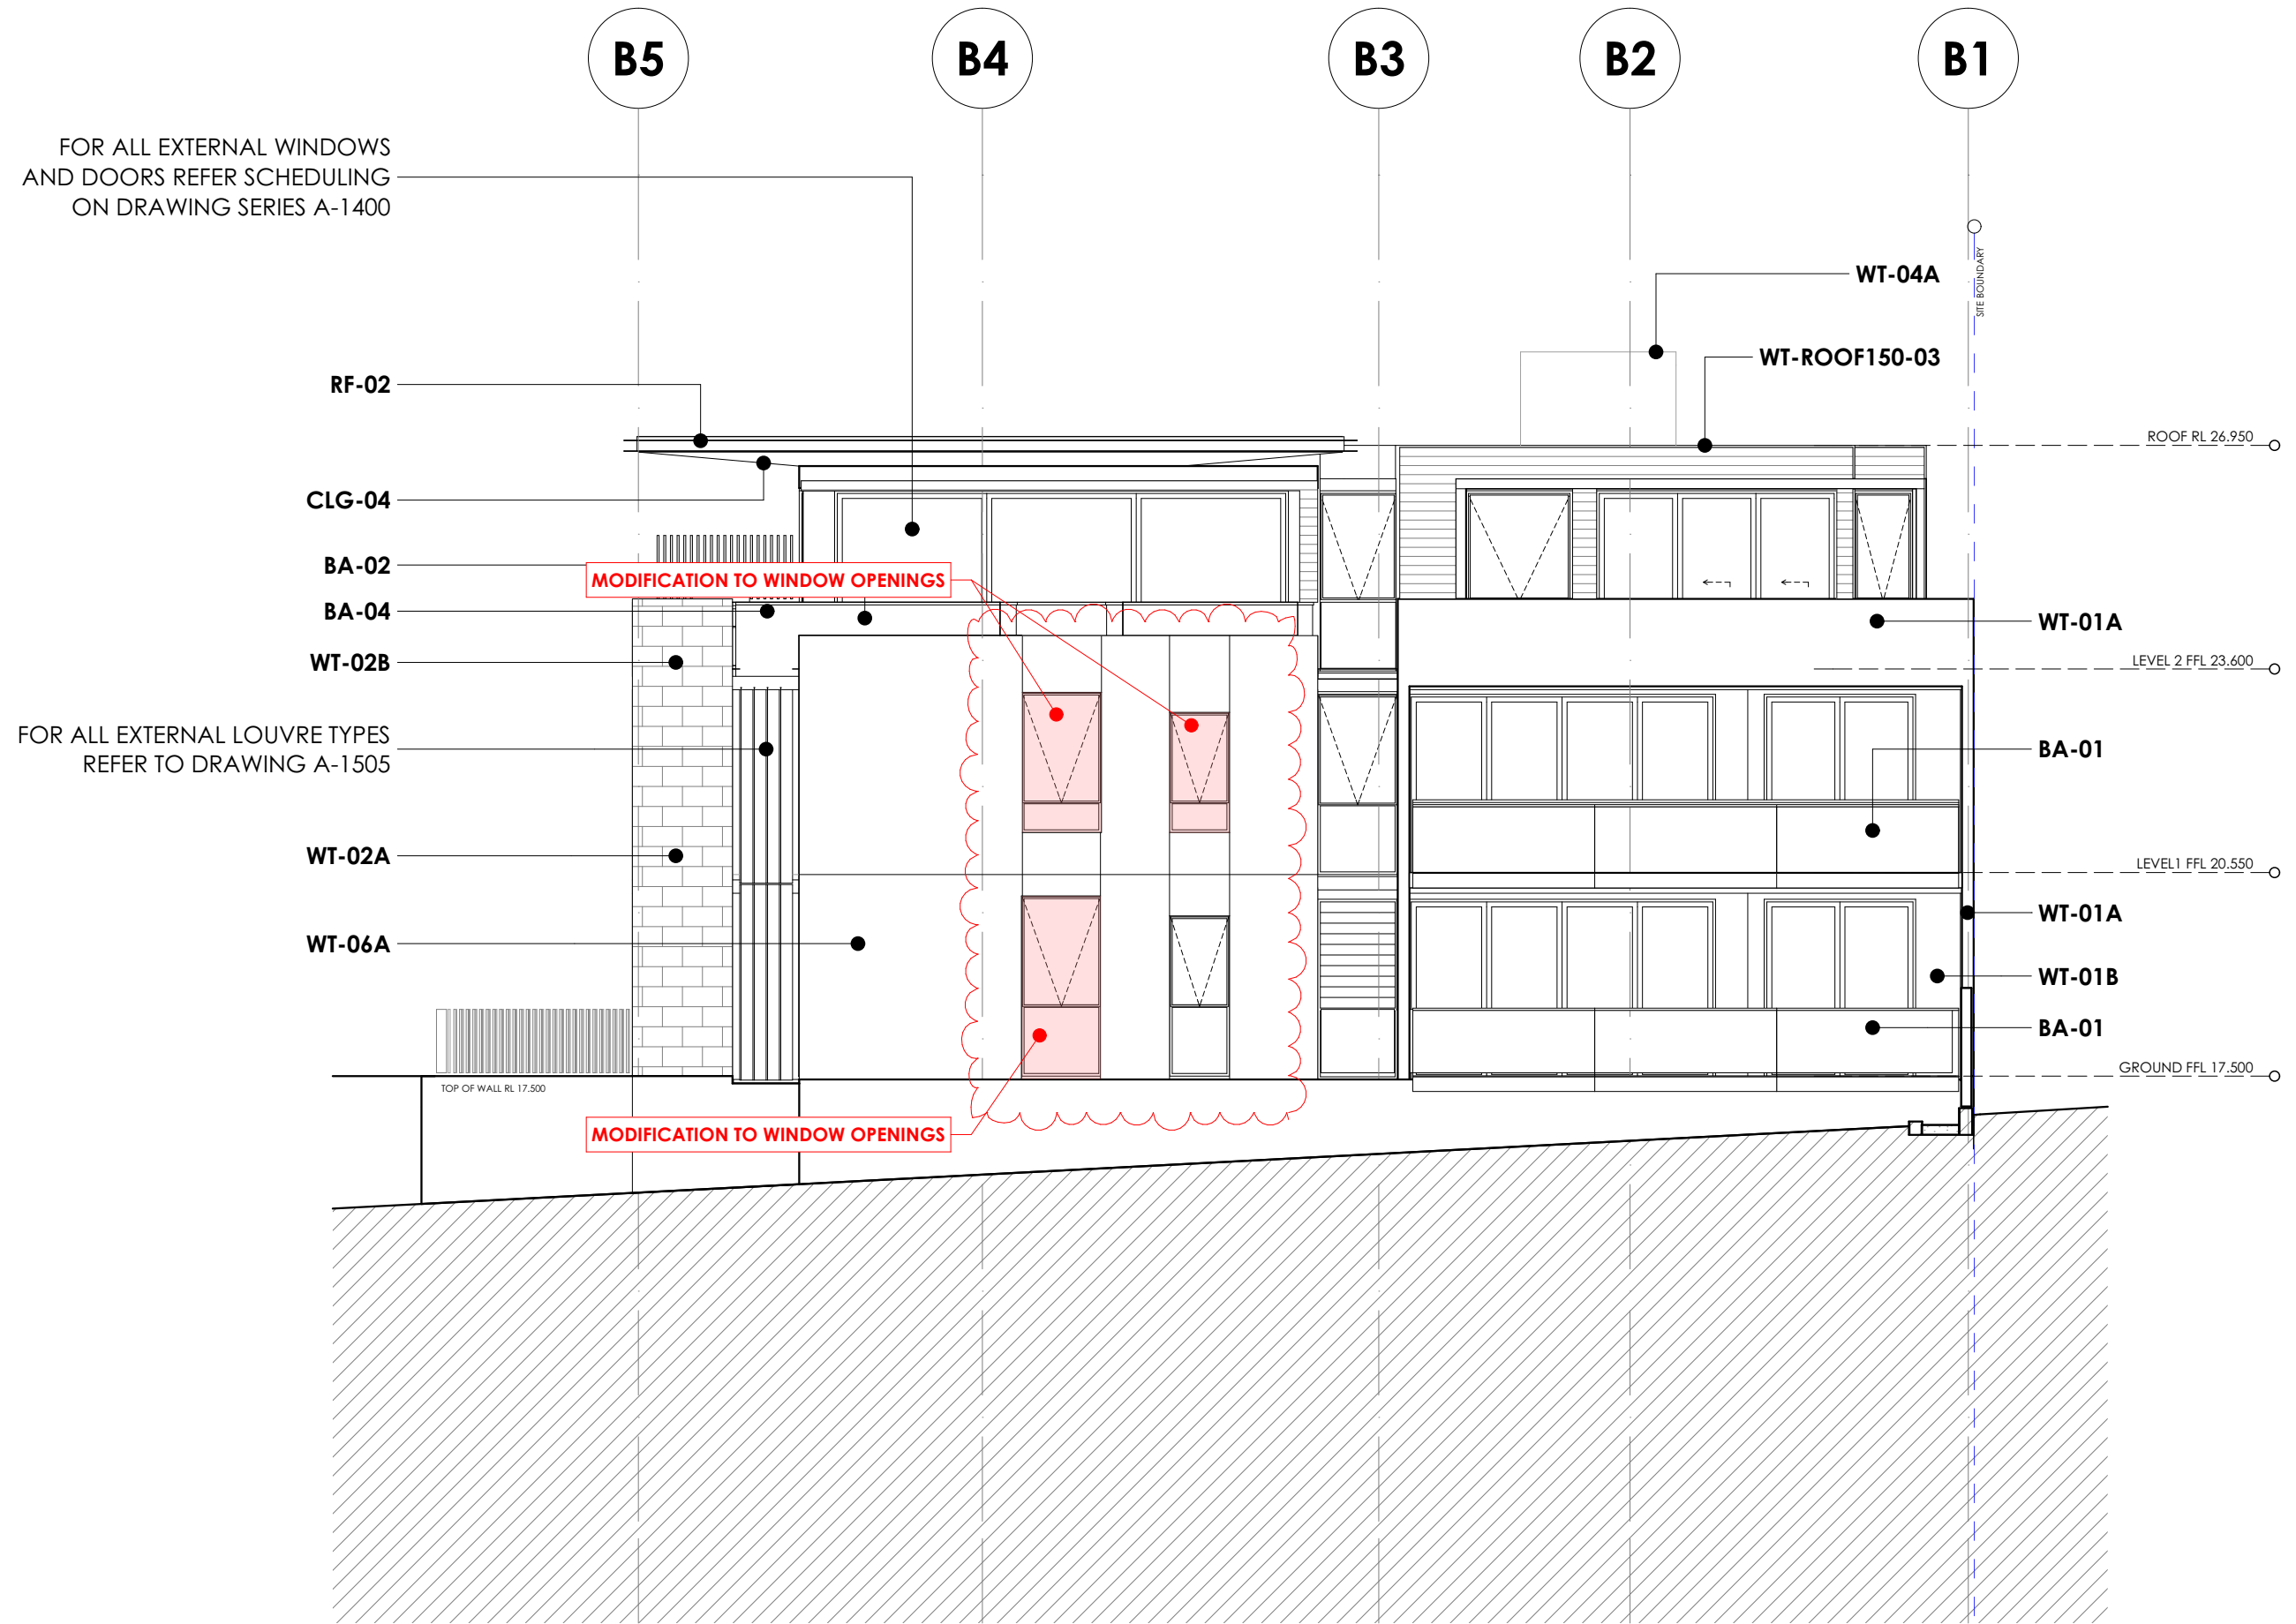 B5
B4
B3
B2
B1
FOR ALL EXTERNAL WINDOWS
AND DOORS REFER SCHEDULING
ON DRAWING SERIES A-1400
SITE BOUNDARY
WT-04A
WT-ROOF150-03
RF-02
ROOF RL 26.950
CLG-04
BA-02
MODIFICATION TO WINDOW OPENINGS
BA-04
WT-01A
WT-02B
LEVEL 2 FFL 23.600
FOR ALL EXTERNAL LOUVRE TYPES
REFER TO DRAWING A-1505
BA-01
WT-02A
LEVEL1 FFL 20.550
WT-01A
WT-06A
WT-01B
BA-01
GROUND FFL 17.500
TOP OF WALL RL 17.500
MODIFICATION TO WINDOW OPENINGS